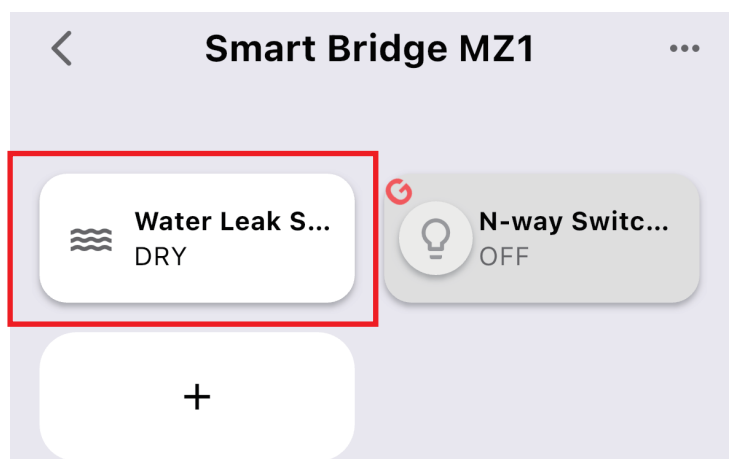 Smart Bridge MZ1
Water Leak S...
DRY
N-way Switc...
OFF
+